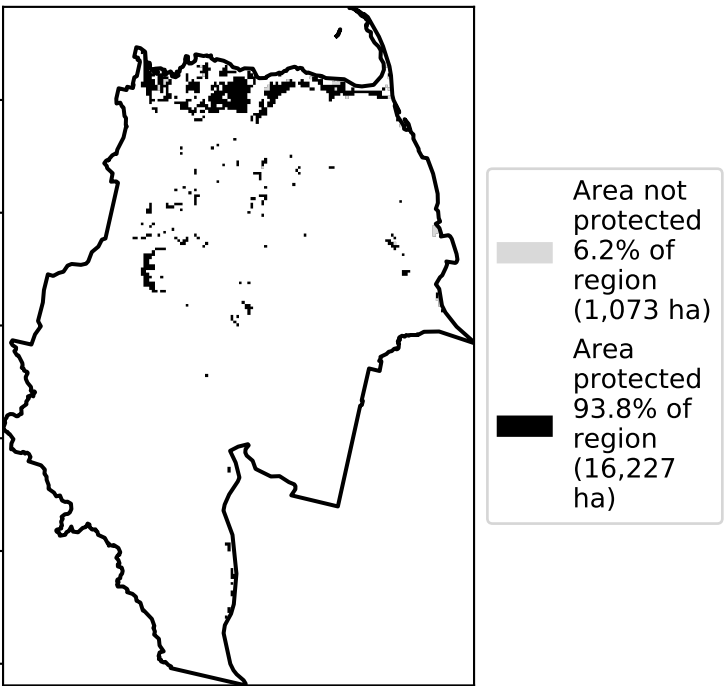 Area not
protected
6.2% of
region
(1,073 ha)
Area
protected
93.8% of
region
(16,227
ha)